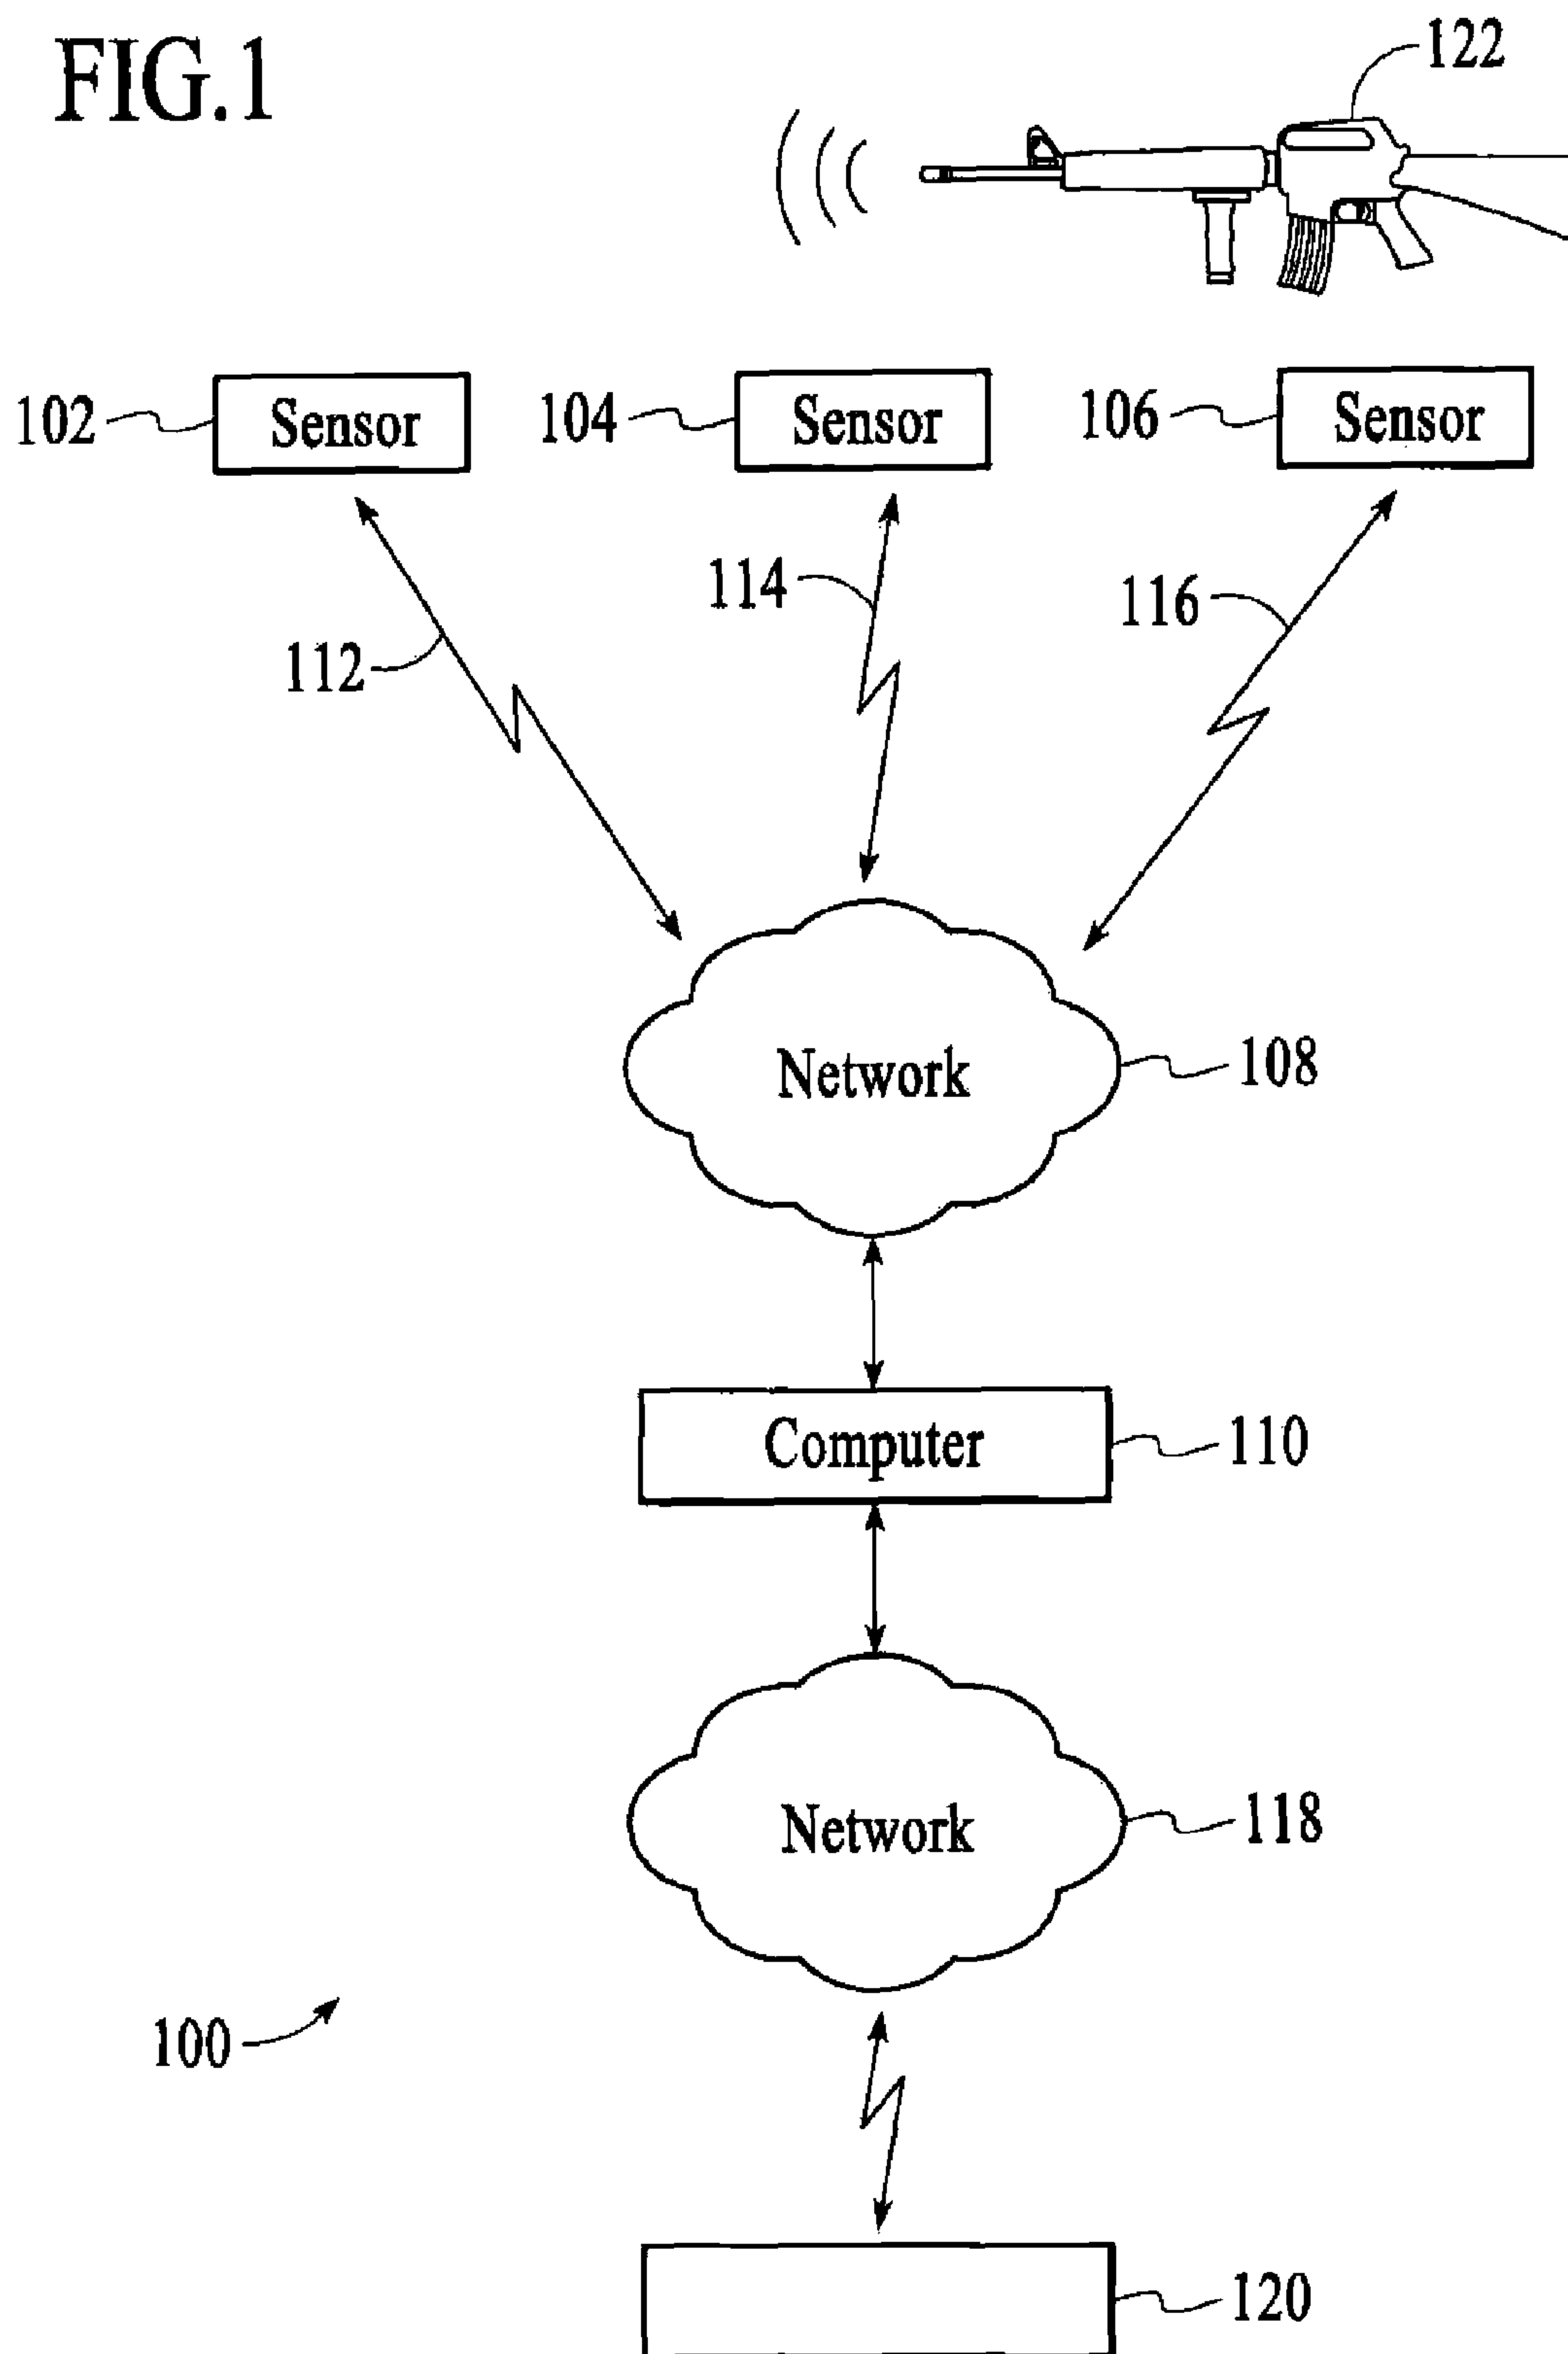 FIG.1
122
102 Sensor 104 Sensor 106 Sensor
114
116
112
Network 108
Computer 110
Network 118
100
120